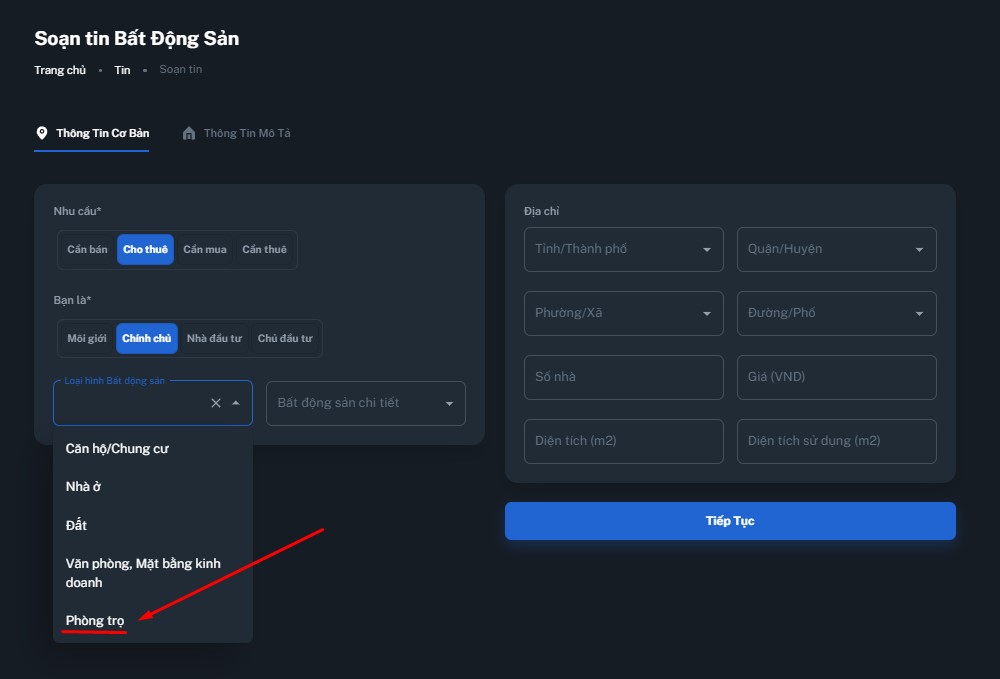 Soạn tin Bất Động Sản
Trang chủ • Tin • Soạn tin
Thông Tin Cơ Bản
Thông Tin Mô Tả
Nhu cầu*
Cần bán
Cho thuê
Cần mua
Cần thuê
Bạn là*
Môi giới
Chính chủ
Nhà đầu tư
Chủ đầu tư
Loại hình Bất động sản
Bất động sản chi tiết
Căn hộ/Chung cư
Nhà ở
Đất
Văn phòng, Mặt bằng kinh
doanh
Phòng trọ
Địa chỉ
Tỉnh/Thành phố
Quận/Huyện
Phường/Xã
Đường/Phố
Số nhà
Giá (VND)
Diện tích (m2)
Diện tích sử dụng (m2)
Tiếp Tục